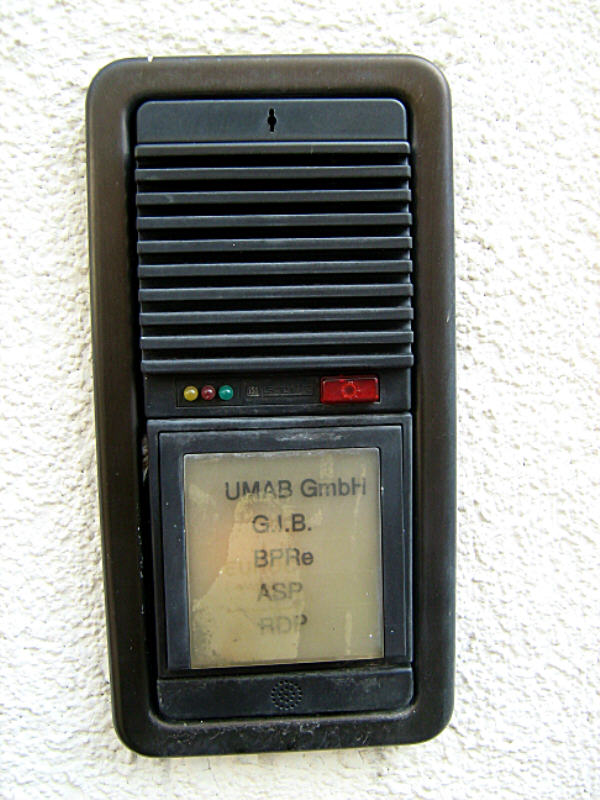 UMAB GmbH
G.I.B.
BPRe
ASP
RDP